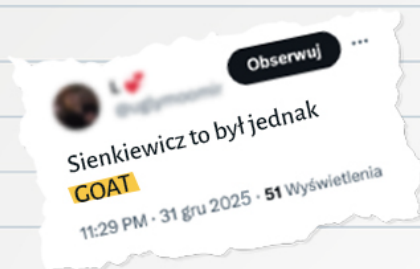 L 💕
Obserwuj
Sienkiewicz to był jednak
GOAT
11:29 PM · 31 gru 2025 · 51 Wyświetlenia